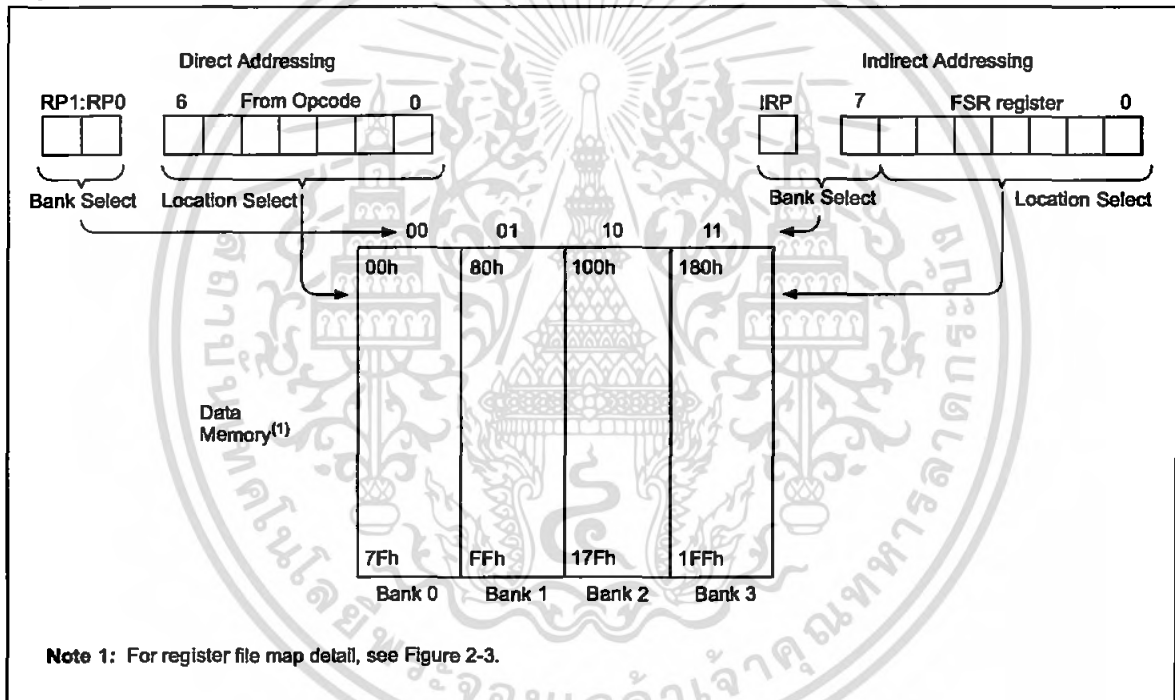 Direct Addressing
Indirect Addressing
RP1:RP0 6 From Opcode 0
IRP 7 FSR register 0
Bank Select Location Select
Bank Select Location Select
00 01 10 11
00h 80h 100h 180h
Data
Memory(1)
7Fh FFh 17Fh 1FFh
Bank 0 Bank 1 Bank 2 Bank 3
Note 1: For register file map detail, see Figure 2-3.